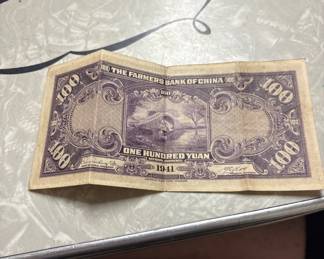 THE FARMERS BANK OF CHINA
100 100
ONE HUNDRED YUAN
100 1941 100